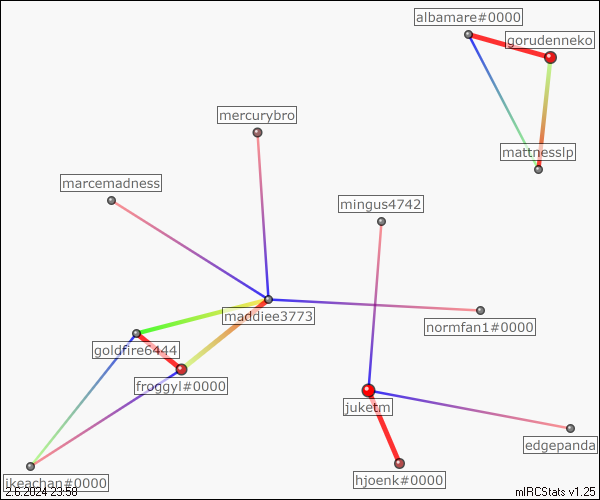 albamare#0000
gorudenneko
mercurybro
mattnesslp
marcemadness
mingus4742
maddiee3773
normfan1#0000
goldfire6444
froggyl#0000
juketm
edgepanda
hjoenk#0000
ikeachan#0000
2.6.2024 23:58
mIRCStats v1.25